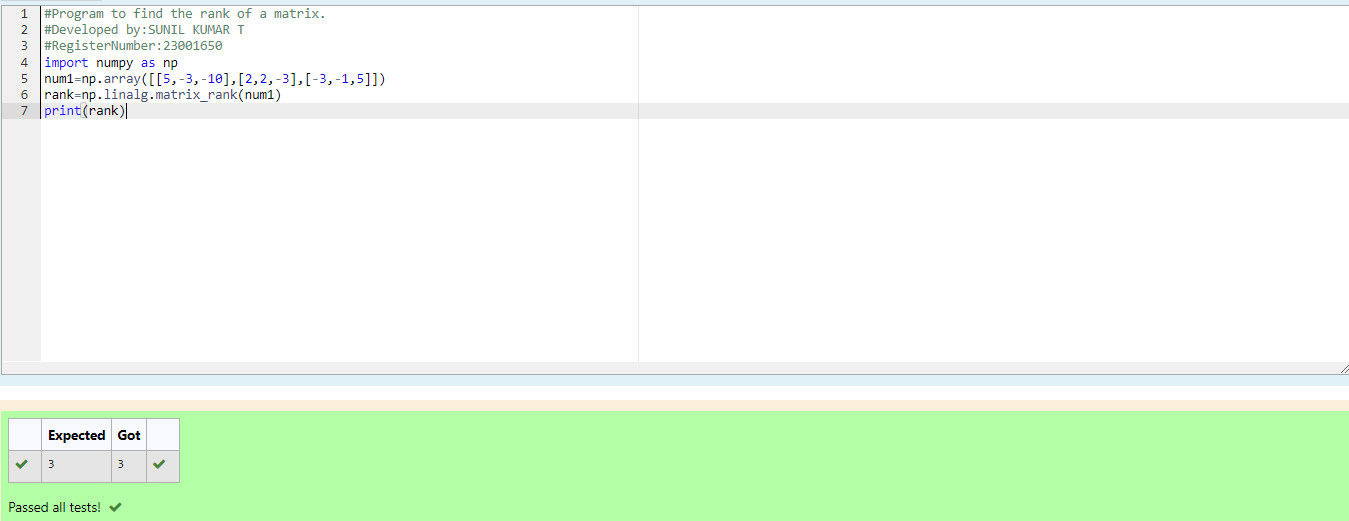 1 #Program to find the rank of a matrix.
2 #Developed by:SUNIL KUMAR T
3 #RegisterNumber:23001650
4 import numpy as np
5 num1=np.array([[5,-3,-10],[2,2,-3],[-3,-1,5]])
6 rank=np.linalg.matrix_rank(num1)
7 print(rank)
Expected Got
3 3
Passed all tests!